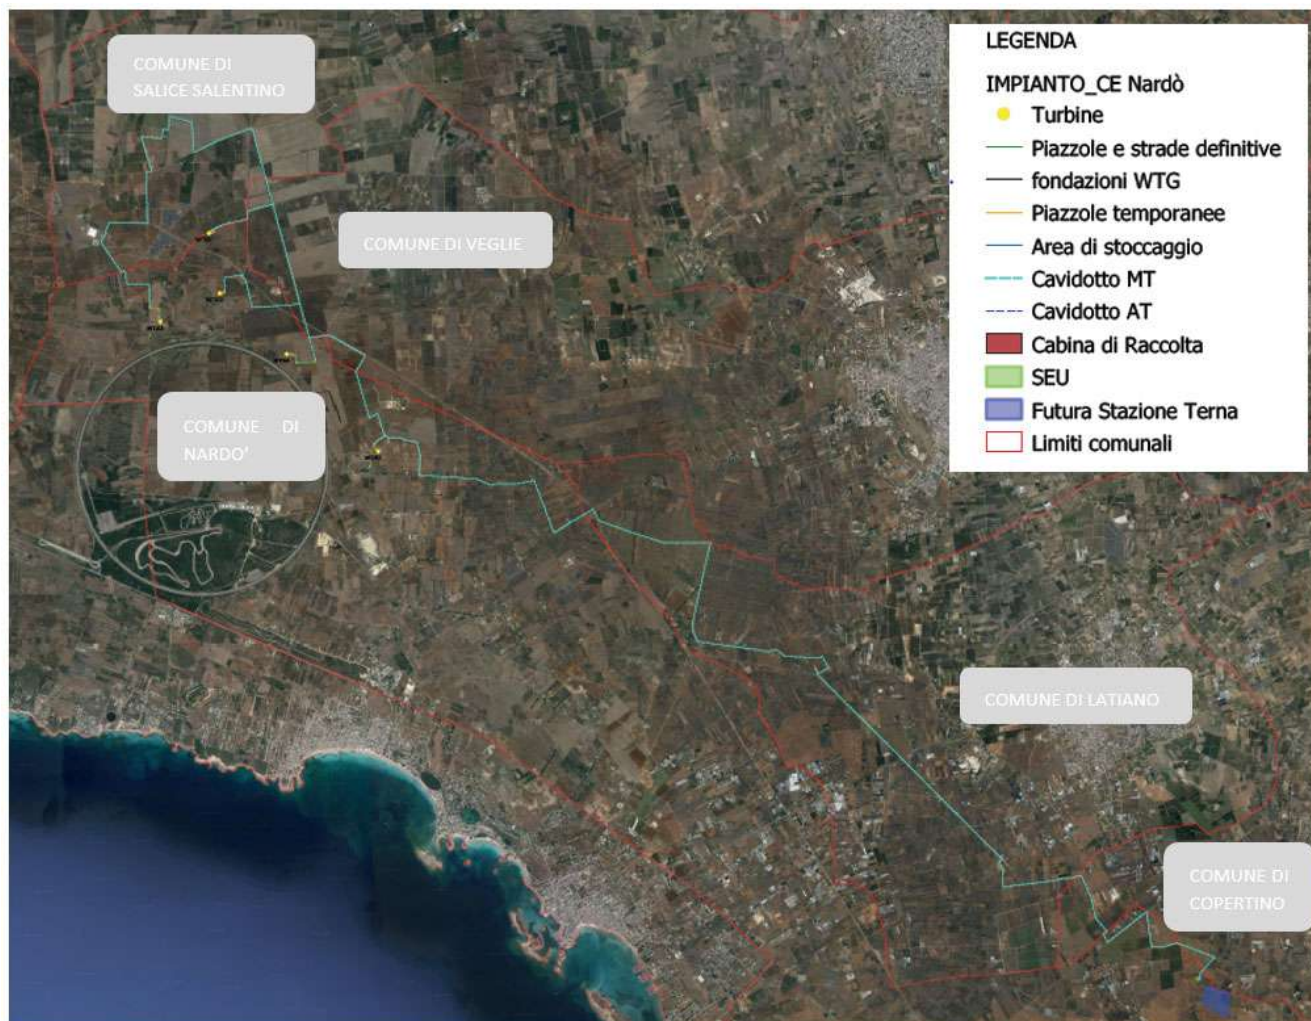 COMUNE DI
SALICE SALENTINO
COMUNE DI VEGLIE
COMUNE DI
NARDO'
COMUNE DI LATIANO
COMUNE DI
COPERTINO
LEGENDA
IMPIANTO_CE Nardò
Turbine
Piazzole e strade definitive
fondazioni WTG
Piazzole temporanee
Area di stoccaggio
Cavidotto MT
Cavidotto AT
Cabina di Raccolta
SEU
Futura Stazione Terna
Limiti comunali